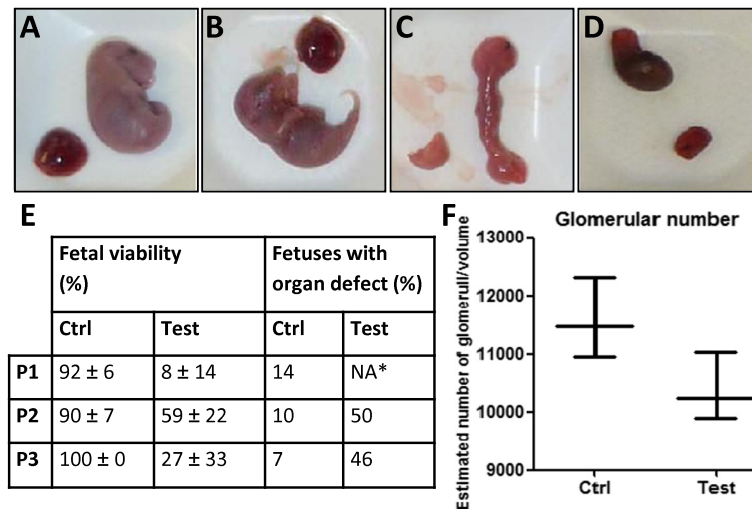 A
B
C
D
E
Fetal viability (%)
Fetuses with organ defect (%)
Ctrl
Test
Ctrl
Test
P1
92 ± 6
8 ± 14
14
NA*
P2
90 ± 7
59 ± 22
10
50
P3
100 ± 0
27 ± 33
7
46
F
Glomerular number
Estimated number of glomeruli/volume
13000
12000
11000
10000
9000
Ctrl
Test